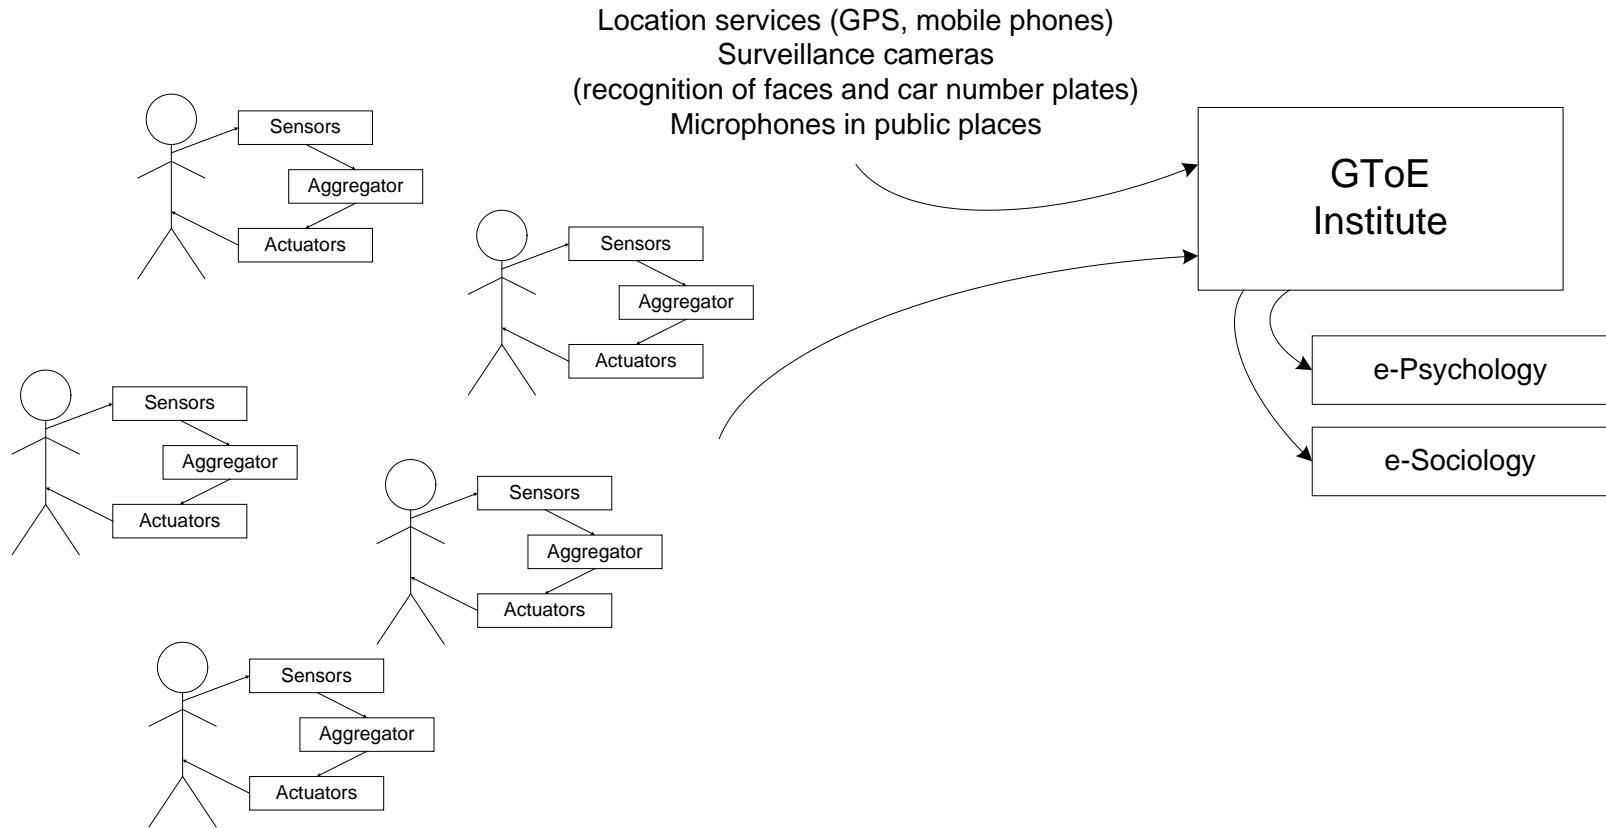 Location services (GPS, mobile phones)
Surveillance cameras
(recognition of faces and car number plates)
Microphones in public places
GToE
Institute
e-Psychology
e-Sociology
Sensors
Aggregator
Actuators
Sensors
Aggregator
Actuators
Sensors
Aggregator
Actuators
Sensors
Aggregator
Actuators
Sensors
Aggregator
Actuators